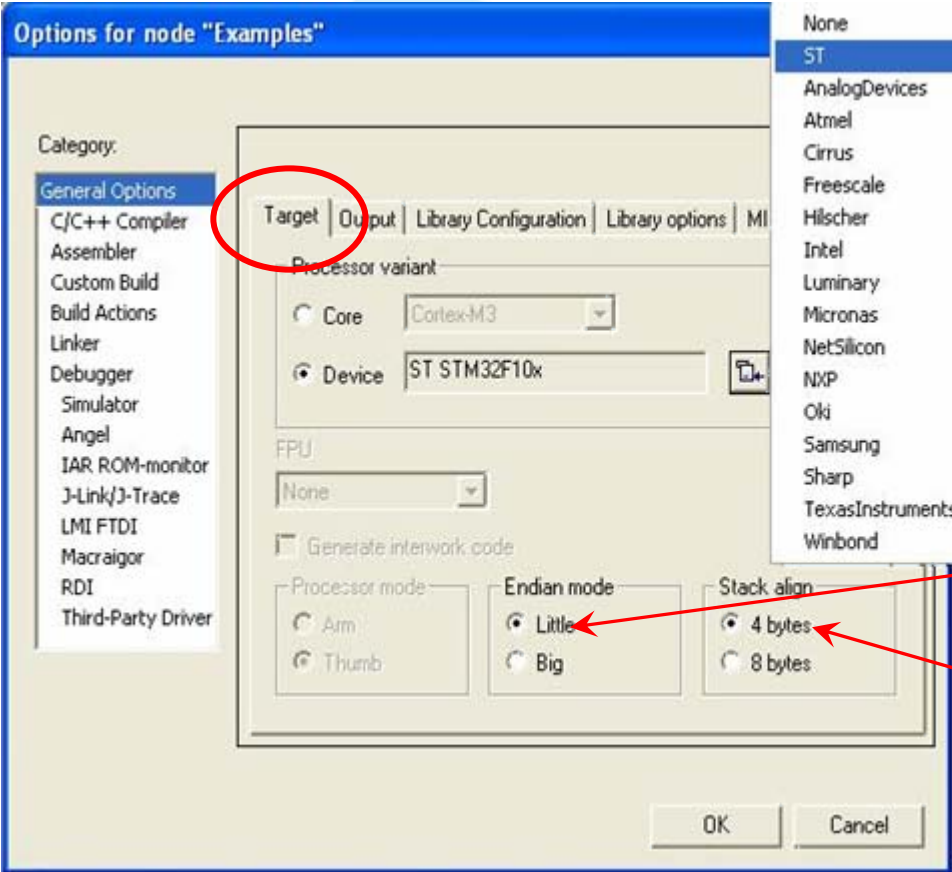 Options for node "Examples"
Category:
General Options
C/C++ Compiler
Assembler
Custom Build
Build Actions
Linker
Debugger
Simulator
Angel
IAR ROM-monitor
J-Link/J-Trace
LMI FTDI
Macraigor
RDI
Third-Party Driver
Target
Output
Library Configuration
Library options
MI
Processor variant
Core
Cortex-M3
Device
ST STM32F10x
FPU
None
Generate interwork code
Processor mode
Arm
Thumb
Endian mode
Little
Big
Stack align
4 bytes
8 bytes
OK
Cancel
None
ST
AnalogDevices
Atmel
Cirrus
Freescale
Hilscher
Intel
Luminary
Micronas
NetSilicon
NXP
Oki
Samsung
Sharp
TexasInstruments
Winbond